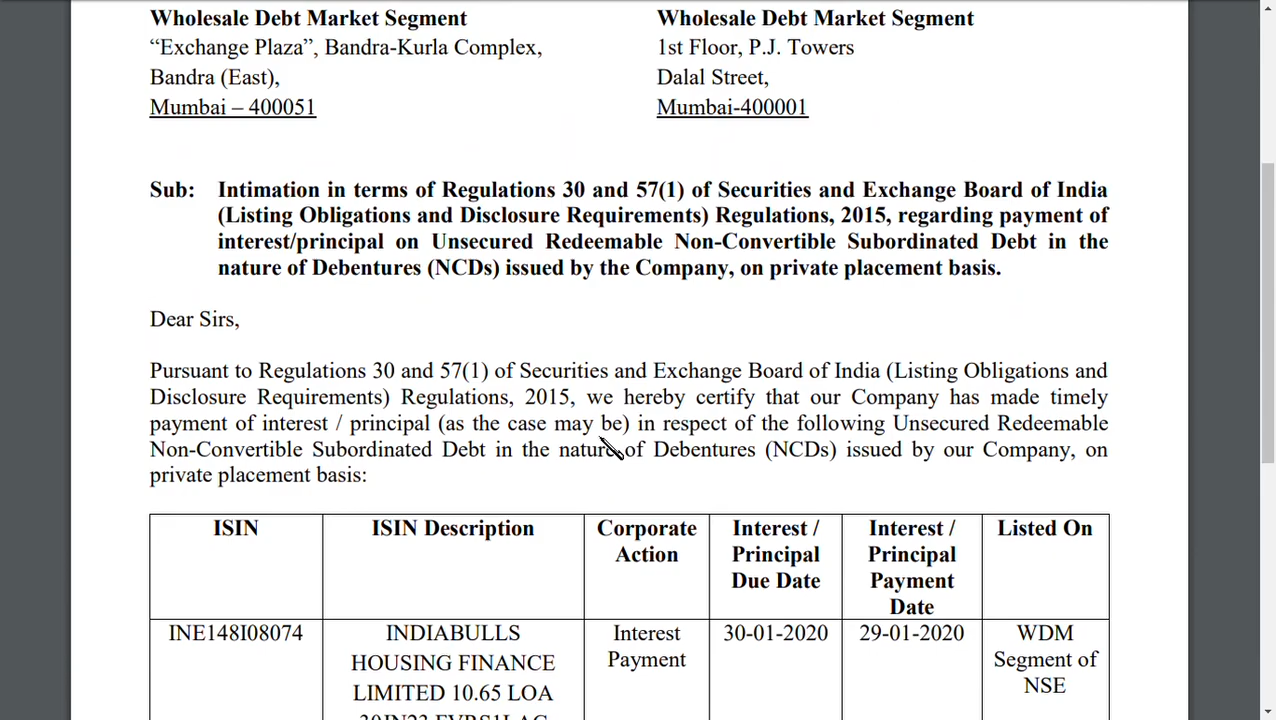 Wholesale Debt Market Segment
“Exchange Plaza”, Bandra-Kurla Complex,
Bandra (East),
Mumbai – 400051
Wholesale Debt Market Segment
1st Floor, P.J. Towers
Dalal Street,
Mumbai-400001
Sub: Intimation in terms of Regulations 30 and 57(1) of Securities and Exchange Board of India
(Listing Obligations and Disclosure Requirements) Regulations, 2015, regarding payment of
interest/principal on Unsecured Redeemable Non-Convertible Subordinated Debt in the
nature of Debentures (NCDs) issued by the Company, on private placement basis.
Dear Sirs,
Pursuant to Regulations 30 and 57(1) of Securities and Exchange Board of India (Listing Obligations and
Disclosure Requirements) Regulations, 2015, we hereby certify that our Company has made timely
payment of interest / principal (as the case may be) in respect of the following Unsecured Redeemable
Non-Convertible Subordinated Debt in the nature of Debentures (NCDs) issued by our Company, on
private placement basis:
ISIN
ISIN Description
Corporate
Action
Interest /
Principal
Due Date
Interest /
Principal
Payment
Date
Listed On
INE148I08074
INDIABULLS
HOUSING FINANCE
LIMITED 10.65 LOA
Interest
Payment
30-01-2020
29-01-2020
WDM
Segment of
NSE